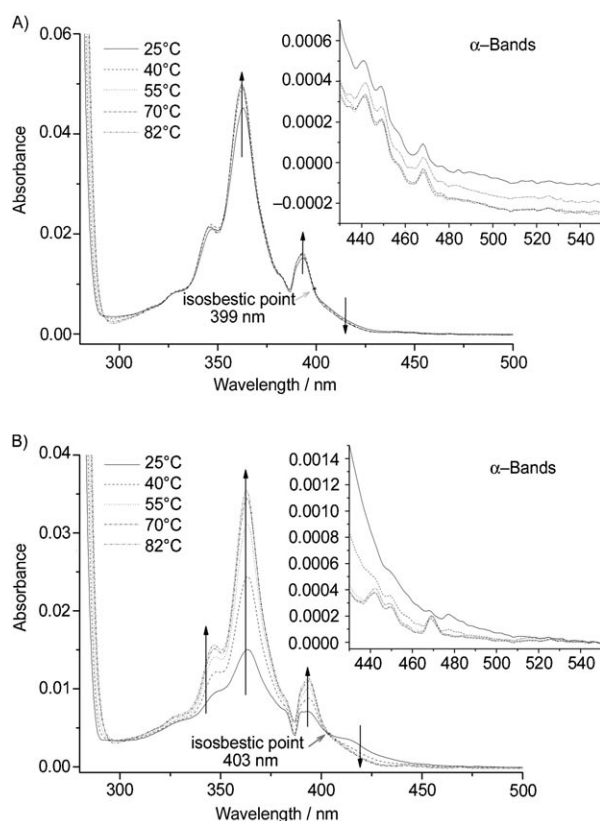 A)
0.06
0.04
0.02
0.00
Absorbance
25°C
40°C
55°C
70°C
82°C
isosbestic point
399 nm
300
350
400
450
500
Wavelength / nm
α–Bands
0.0006
0.0004
0.0002
0.0000
–0.0002
440
460
480
500
520
540
B)
0.04
0.03
0.02
0.01
0.00
Absorbance
25°C
40°C
55°C
70°C
82°C
isosbestic point
403 nm
300
350
400
450
500
Wavelength / nm
α–Bands
0.0014
0.0012
0.0010
0.0008
0.0006
0.0004
0.0002
0.0000
440
460
480
500
520
540